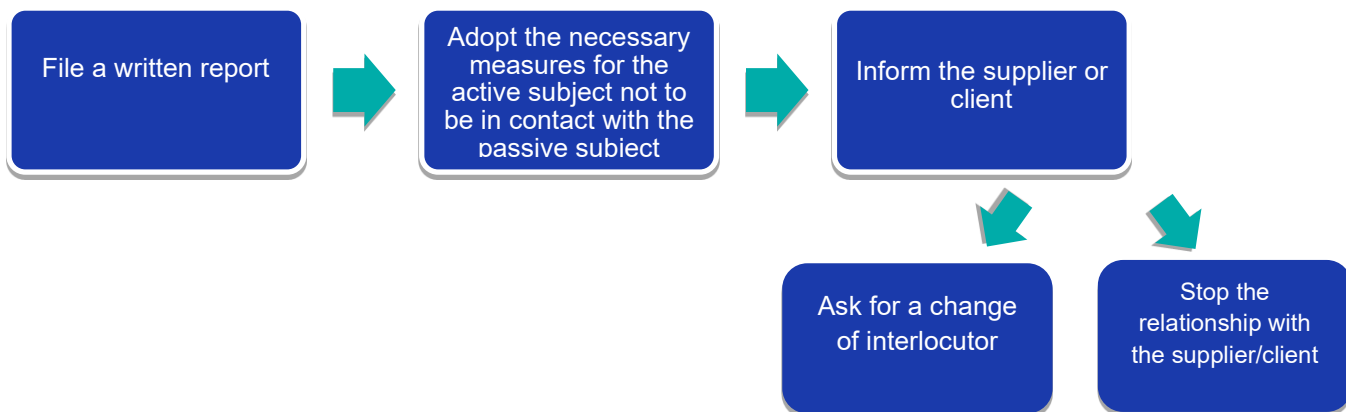 File a written report
Adopt the necessary
measures for the
active subject not to
be in contact with the
passive subject
Inform the supplier or
client
Ask for a change
of interlocutor
Stop the
relationship with
the supplier/client